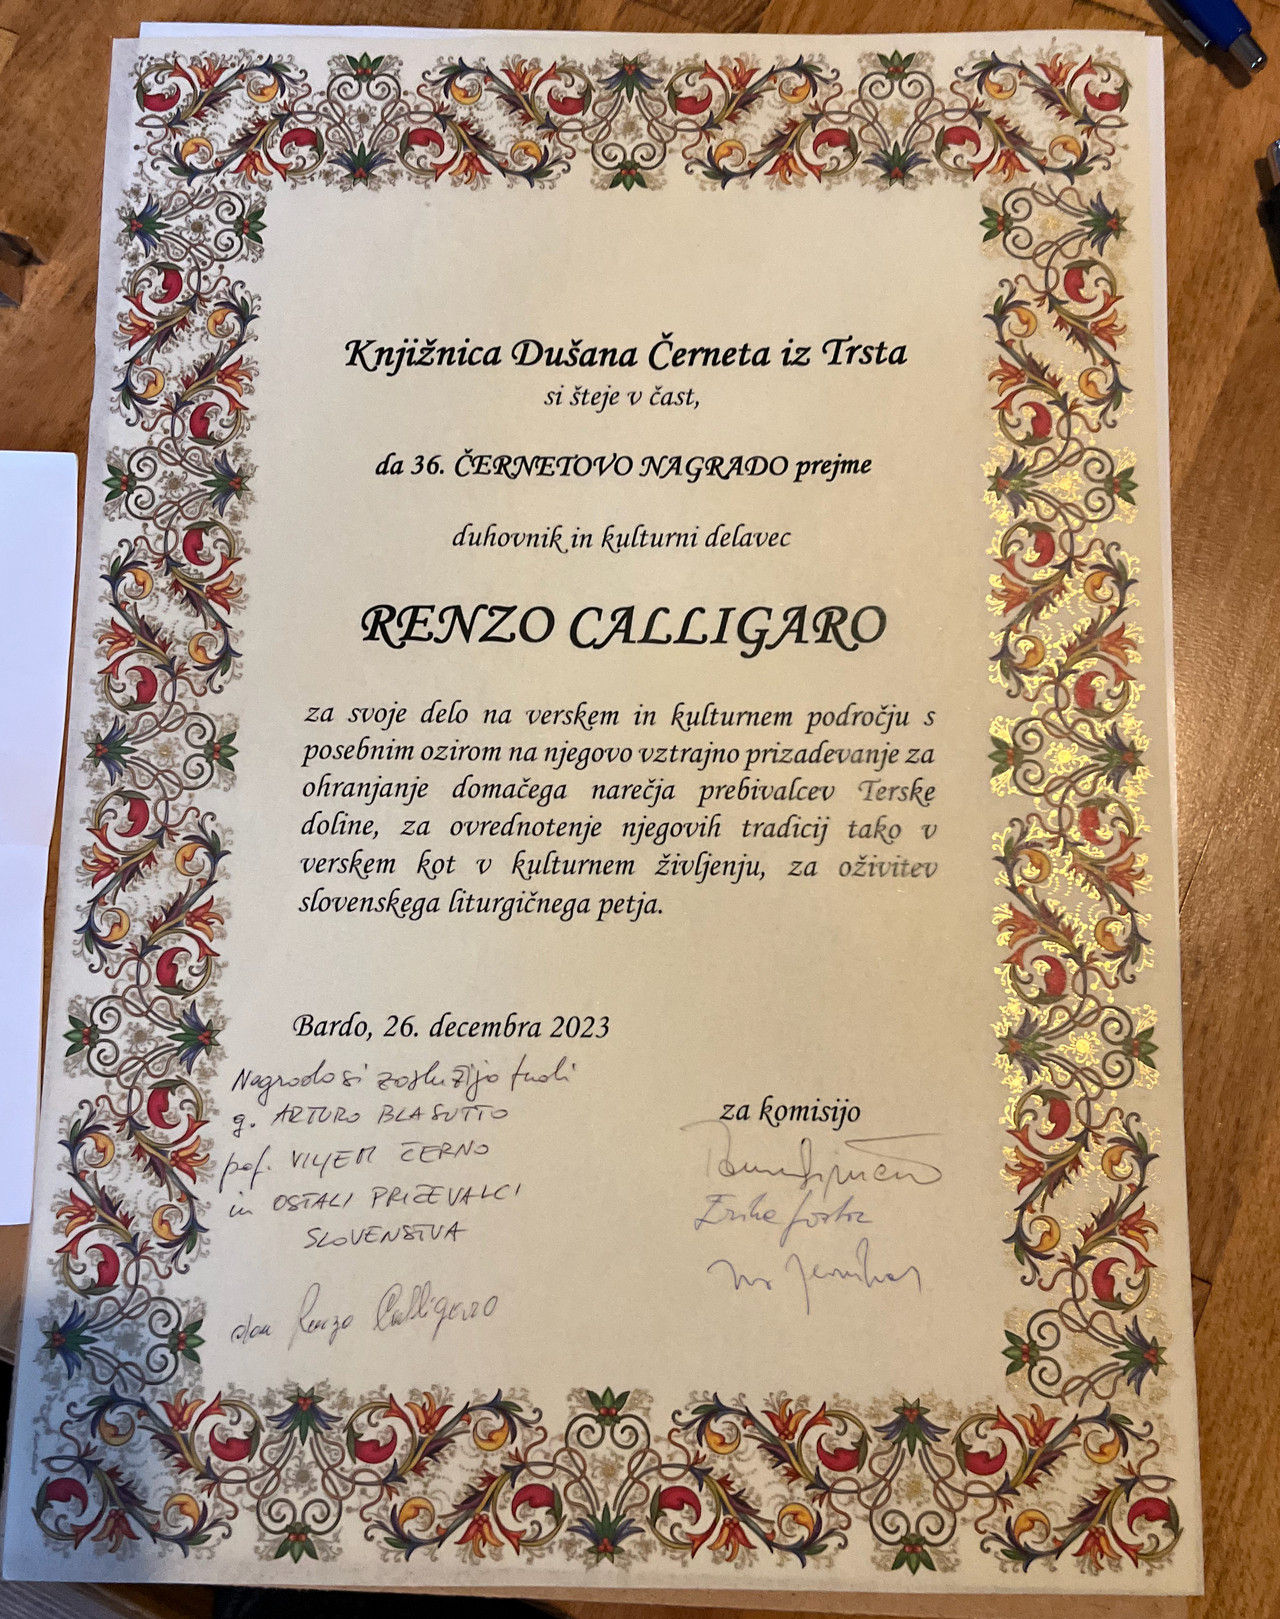 Knjižnica Dušana Černeta iz Trsta
si šteje v čast,
da 36. ČERNETOVO NAGRADO prejme
duhovnik in kulturni delavec
RENZO CALLIGARO
za svoje delo na verskem in kulturnem področju s
posebnim ozirom na njegovo vztrajno prizadevanje za
ohranjanje domačega narečja prebivalcev Terske
doline, za ovrednotenje njegovih tradicij tako v
verskem kot v kulturnem življenju, za oživitev
slovenskega liturgičnega petja.
Bardo, 26. decembra 2023
Nagrado si zaslužijo tudi
g. ARTURO BLASUTTO
prof. VILJEM ČERNO
in OSTALI PRIČEVALCI
SLOVENSTVA
don Renzo Calligaro
za komisijo